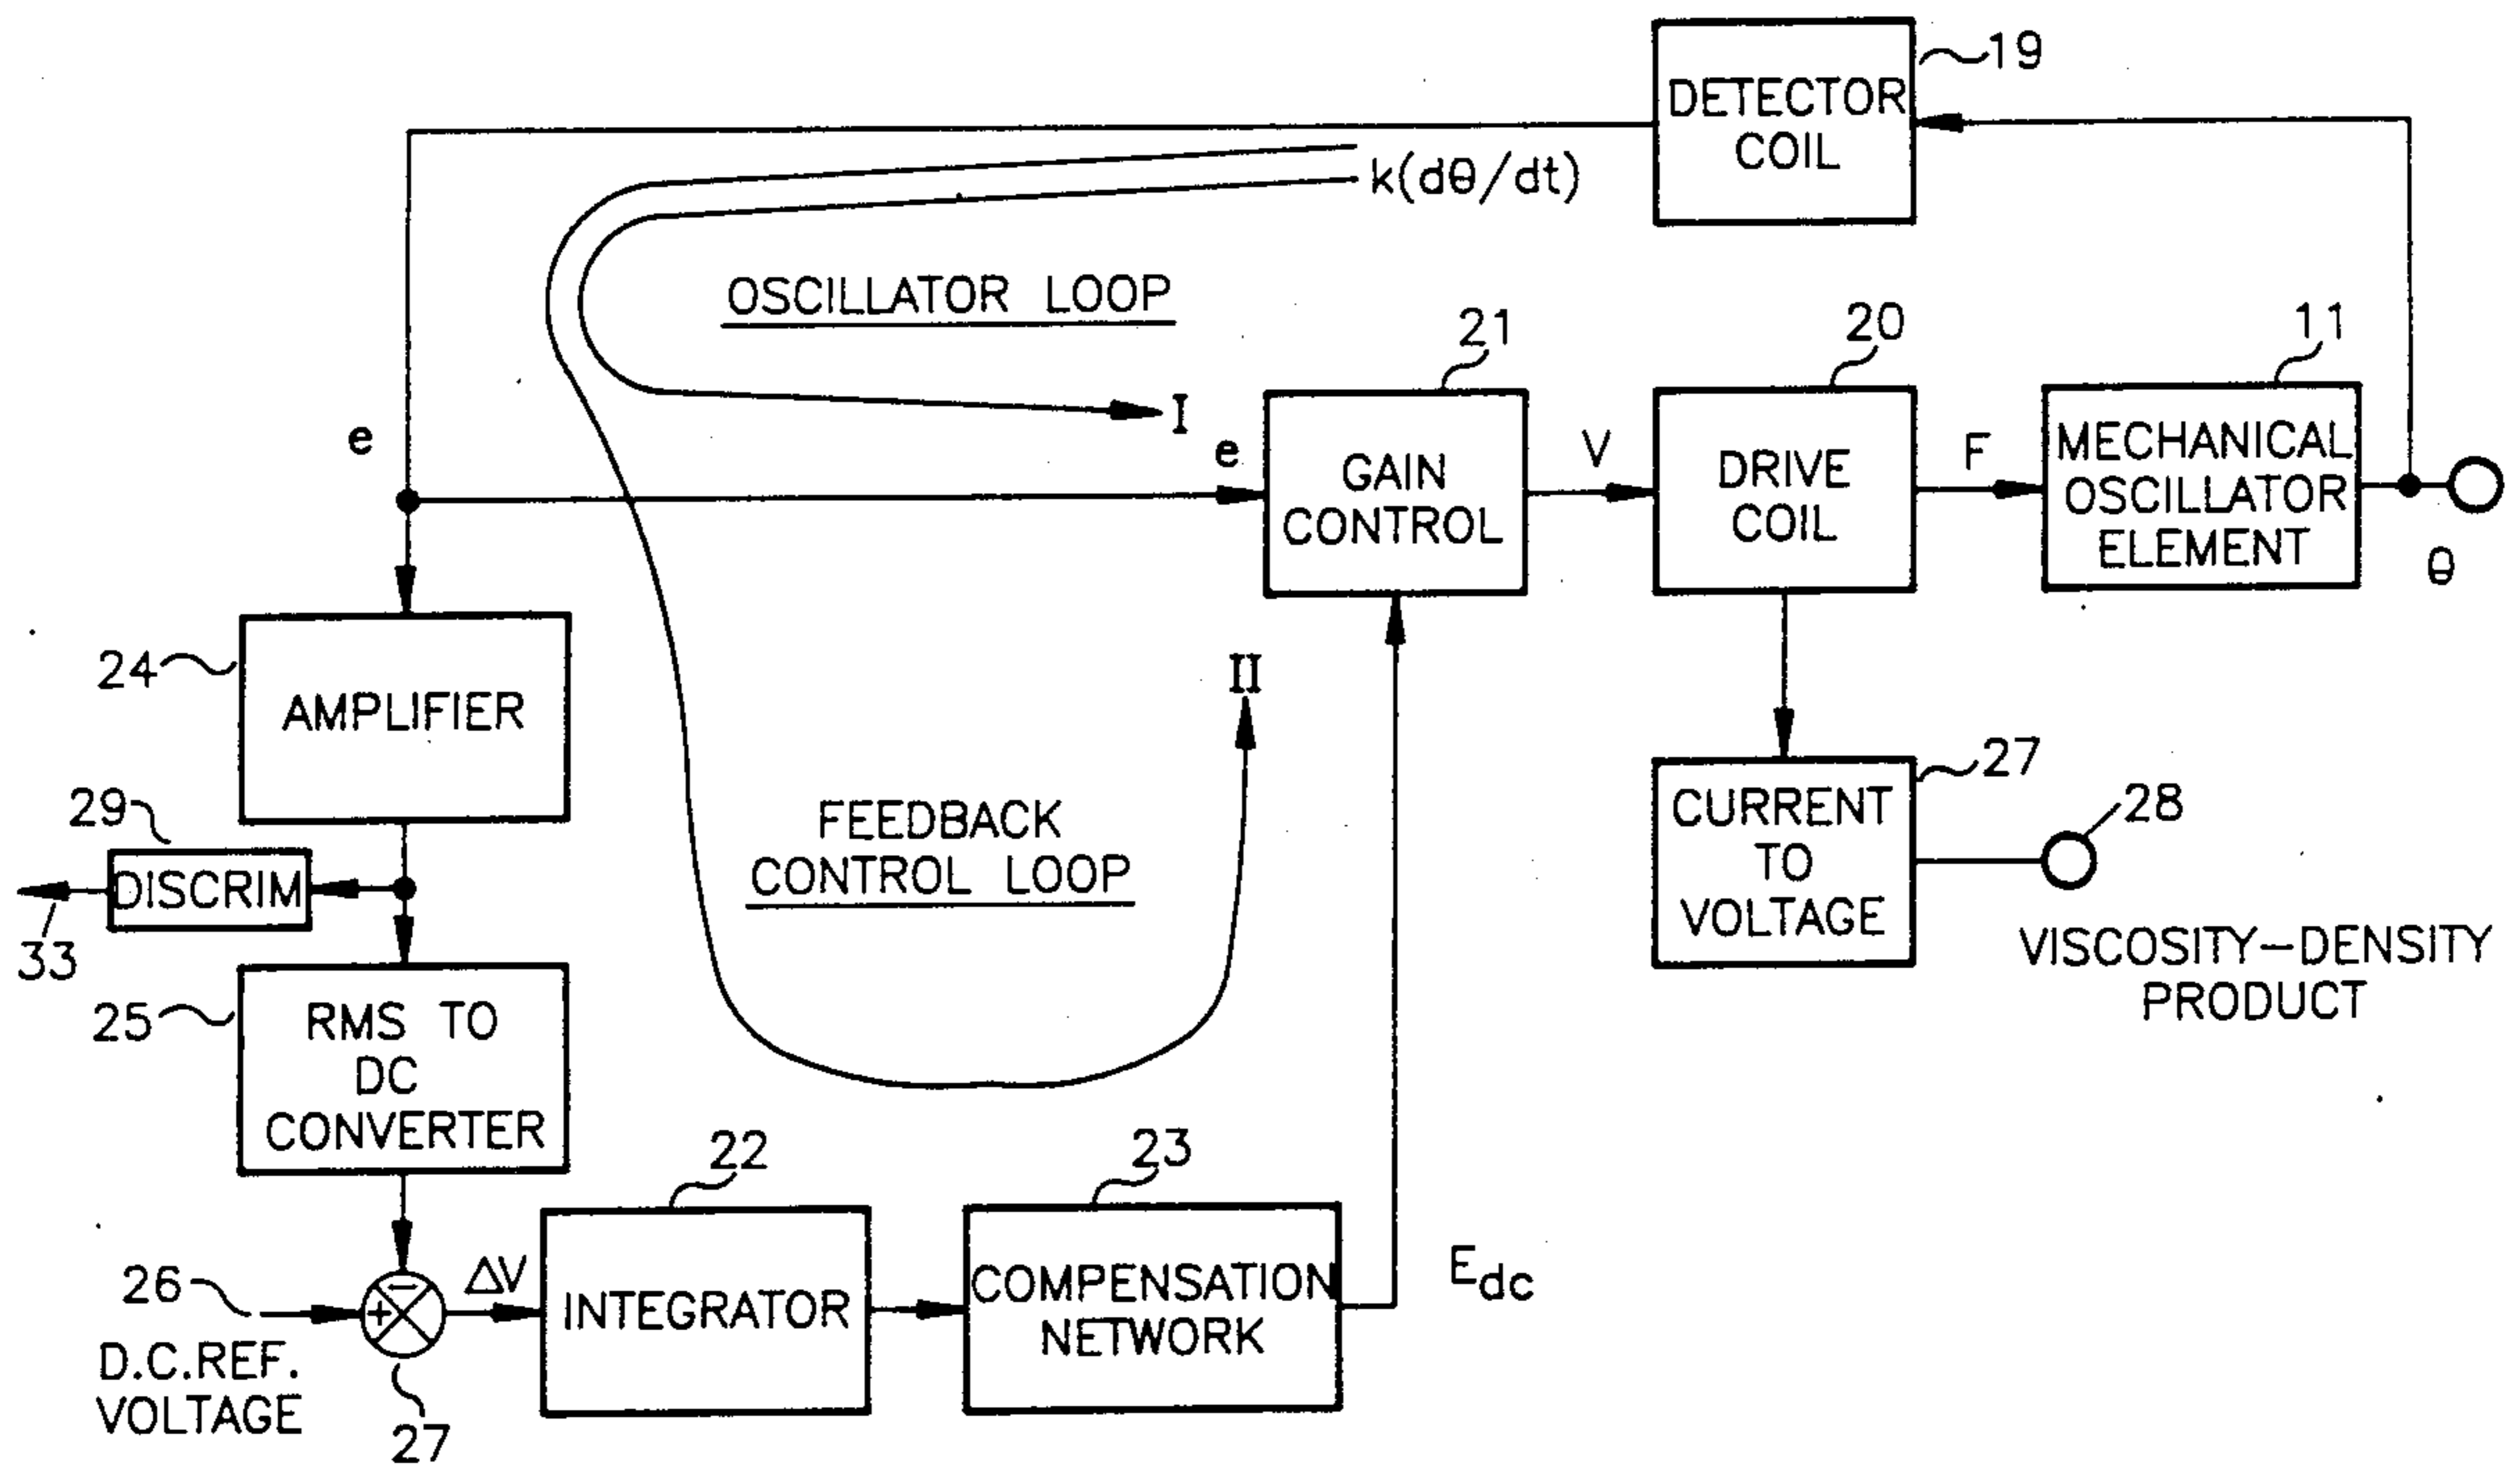 19
DETECTOR
COIL
k(dθ/dt)
OSCILLATOR LOOP
I
e
e
21
GAIN
CONTROL
V
20
DRIVE
COIL
F
11
MECHANICAL
OSCILLATOR
ELEMENT
θ
24
AMPLIFIER
II
FEEDBACK
CONTROL LOOP
27
CURRENT
TO
VOLTAGE
28
VISCOSITY-DENSITY
PRODUCT
29
DISCRIM
33
25
RMS TO
DC
CONVERTER
26
D.C.REF.
VOLTAGE
+
−
27
ΔV
22
INTEGRATOR
23
COMPENSATION
NETWORK
Edc